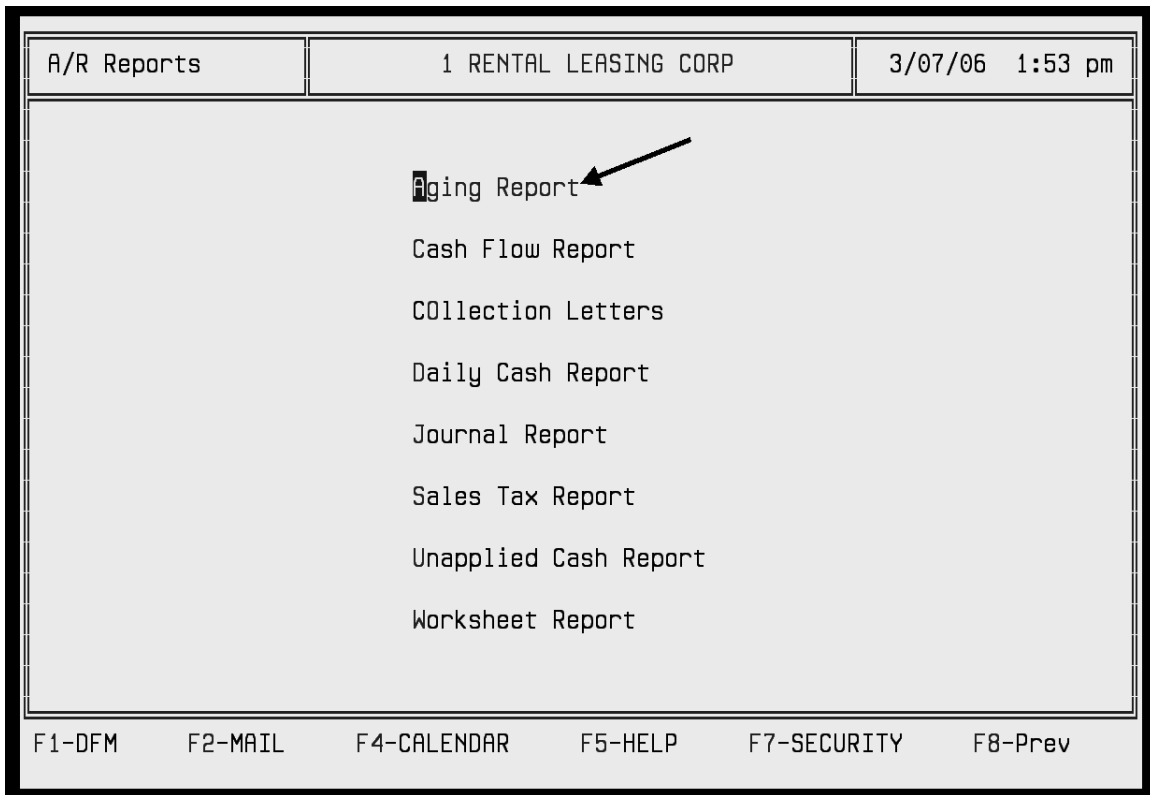 A/R Reports 1 RENTAL LEASING CORP 3/07/06 1:53 pm
Aging Report
Cash Flow Report
COllection Letters
Daily Cash Report
Journal Report
Sales Tax Report
Unapplied Cash Report
Worksheet Report
F1-DFM F2-MAIL F4-CALENDAR F5-HELP F7-SECURITY F8-Prev